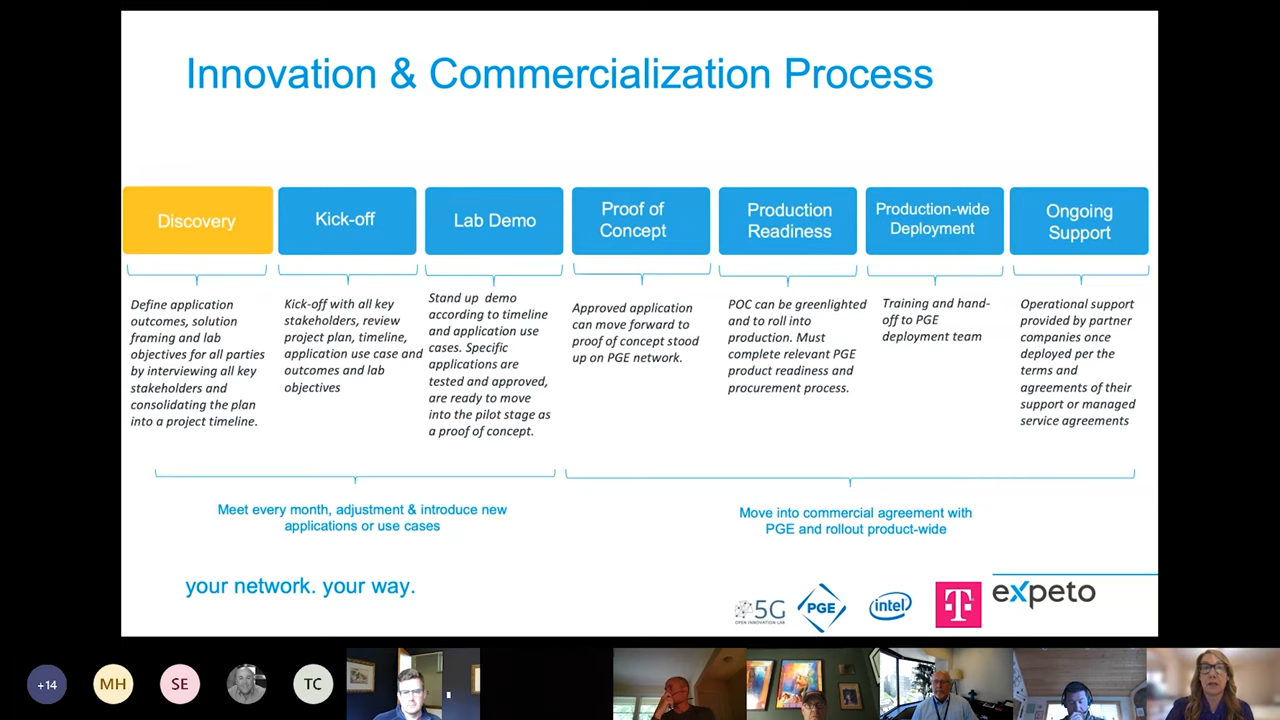 Innovation & Commercialization Process
Discovery
Kick-off
Lab Demo
Proof of
Concept
Production
Readiness
Production-wide
Deployment
Ongoing
Support
Define application
outcomes, solution
framing and lab
objectives for all parties
by interviewing all key
stakeholders and
consolidating the plan
into a project timeline.
Kick-off with all key
stakeholders, review
project plan, timeline,
application use case and
outcomes and lab
objectives
Stand up demo
according to timeline
and application use
cases. Specific
applications are
tested and approved,
are ready to move
into the pilot stage as
a proof of concept.
Approved application
can move forward to
proof of concept stood
up on PGE network.
POC can be greenlighted
and to roll into
production. Must
complete relevant PGE
product readiness and
procurement process.
Training and hand-
off to PGE
deployment team
Operational support
provided by partner
companies once
deployed per the
terms and
agreements of their
support or managed
service agreements
Meet every month, adjustment & introduce new
applications or use cases
Move into commercial agreement with
PGE and rollout product-wide
your network. your way.
5G
OPEN INNOVATION LAB
PGE
intel
T
expeto
+14
MH
SE
TC